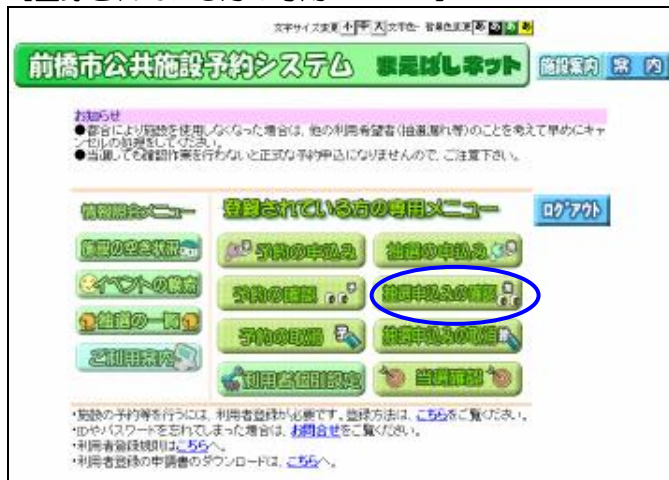 文字サイズ変更 小 中 大 文字色・背景色変更 あ あ あ あ
前橋市公共施設予約システム まえばしネット 施設案内 案 内
お知らせ
●都合により施設を使用しなくなった場合は、他の利用希望者(抽選漏れ等)のことを考えて早めにキャ
ンセルの処理をしてください。
●当選しても確認作業を行わないと正式な予約申込になりませんので、ご注意下さい。
情報照会メニュー 登録されている方の専用メニュー ログアウト
施設の空き状況 予約の申込み 抽選の申込み
イベントの検索 予約の確認 抽選申込みの確認
抽選の一覧 予約の取消 抽選申込みの取消
ご利用案内 利用者個別設定 当選確認
・施設の予約等を行うには、利用者登録が必要です。登録方法は、こちらをご覧ください。
・IDやパスワードを忘れてしまった場合は、お問合せをご覧ください。
・利用者登録規則はこちらへ。
・利用者登録の申請書のダウンロードは、こちらへ。